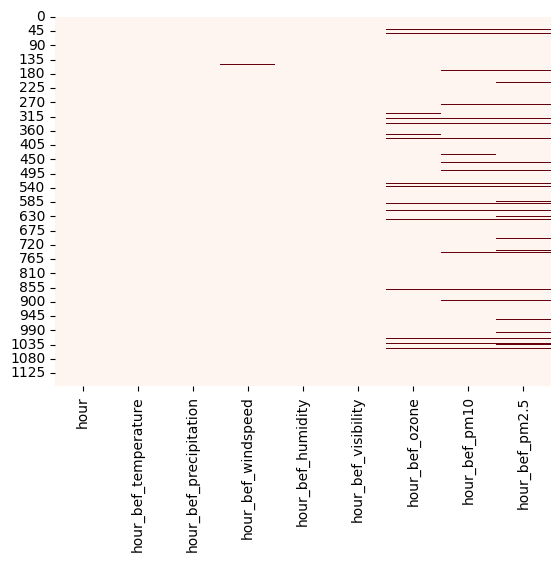 0
45
90
135
180
225
270
315
360
405
450
495
540
585
630
675
720
765
810
855
900
945
990
1035
1080
1125
hour
hour_bef_temperature
hour_bef_precipitation
hour_bef_windspeed
hour_bef_humidity
hour_bef_visibility
hour_bef_ozone
hour_bef_pm10
hour_bef_pm2.5